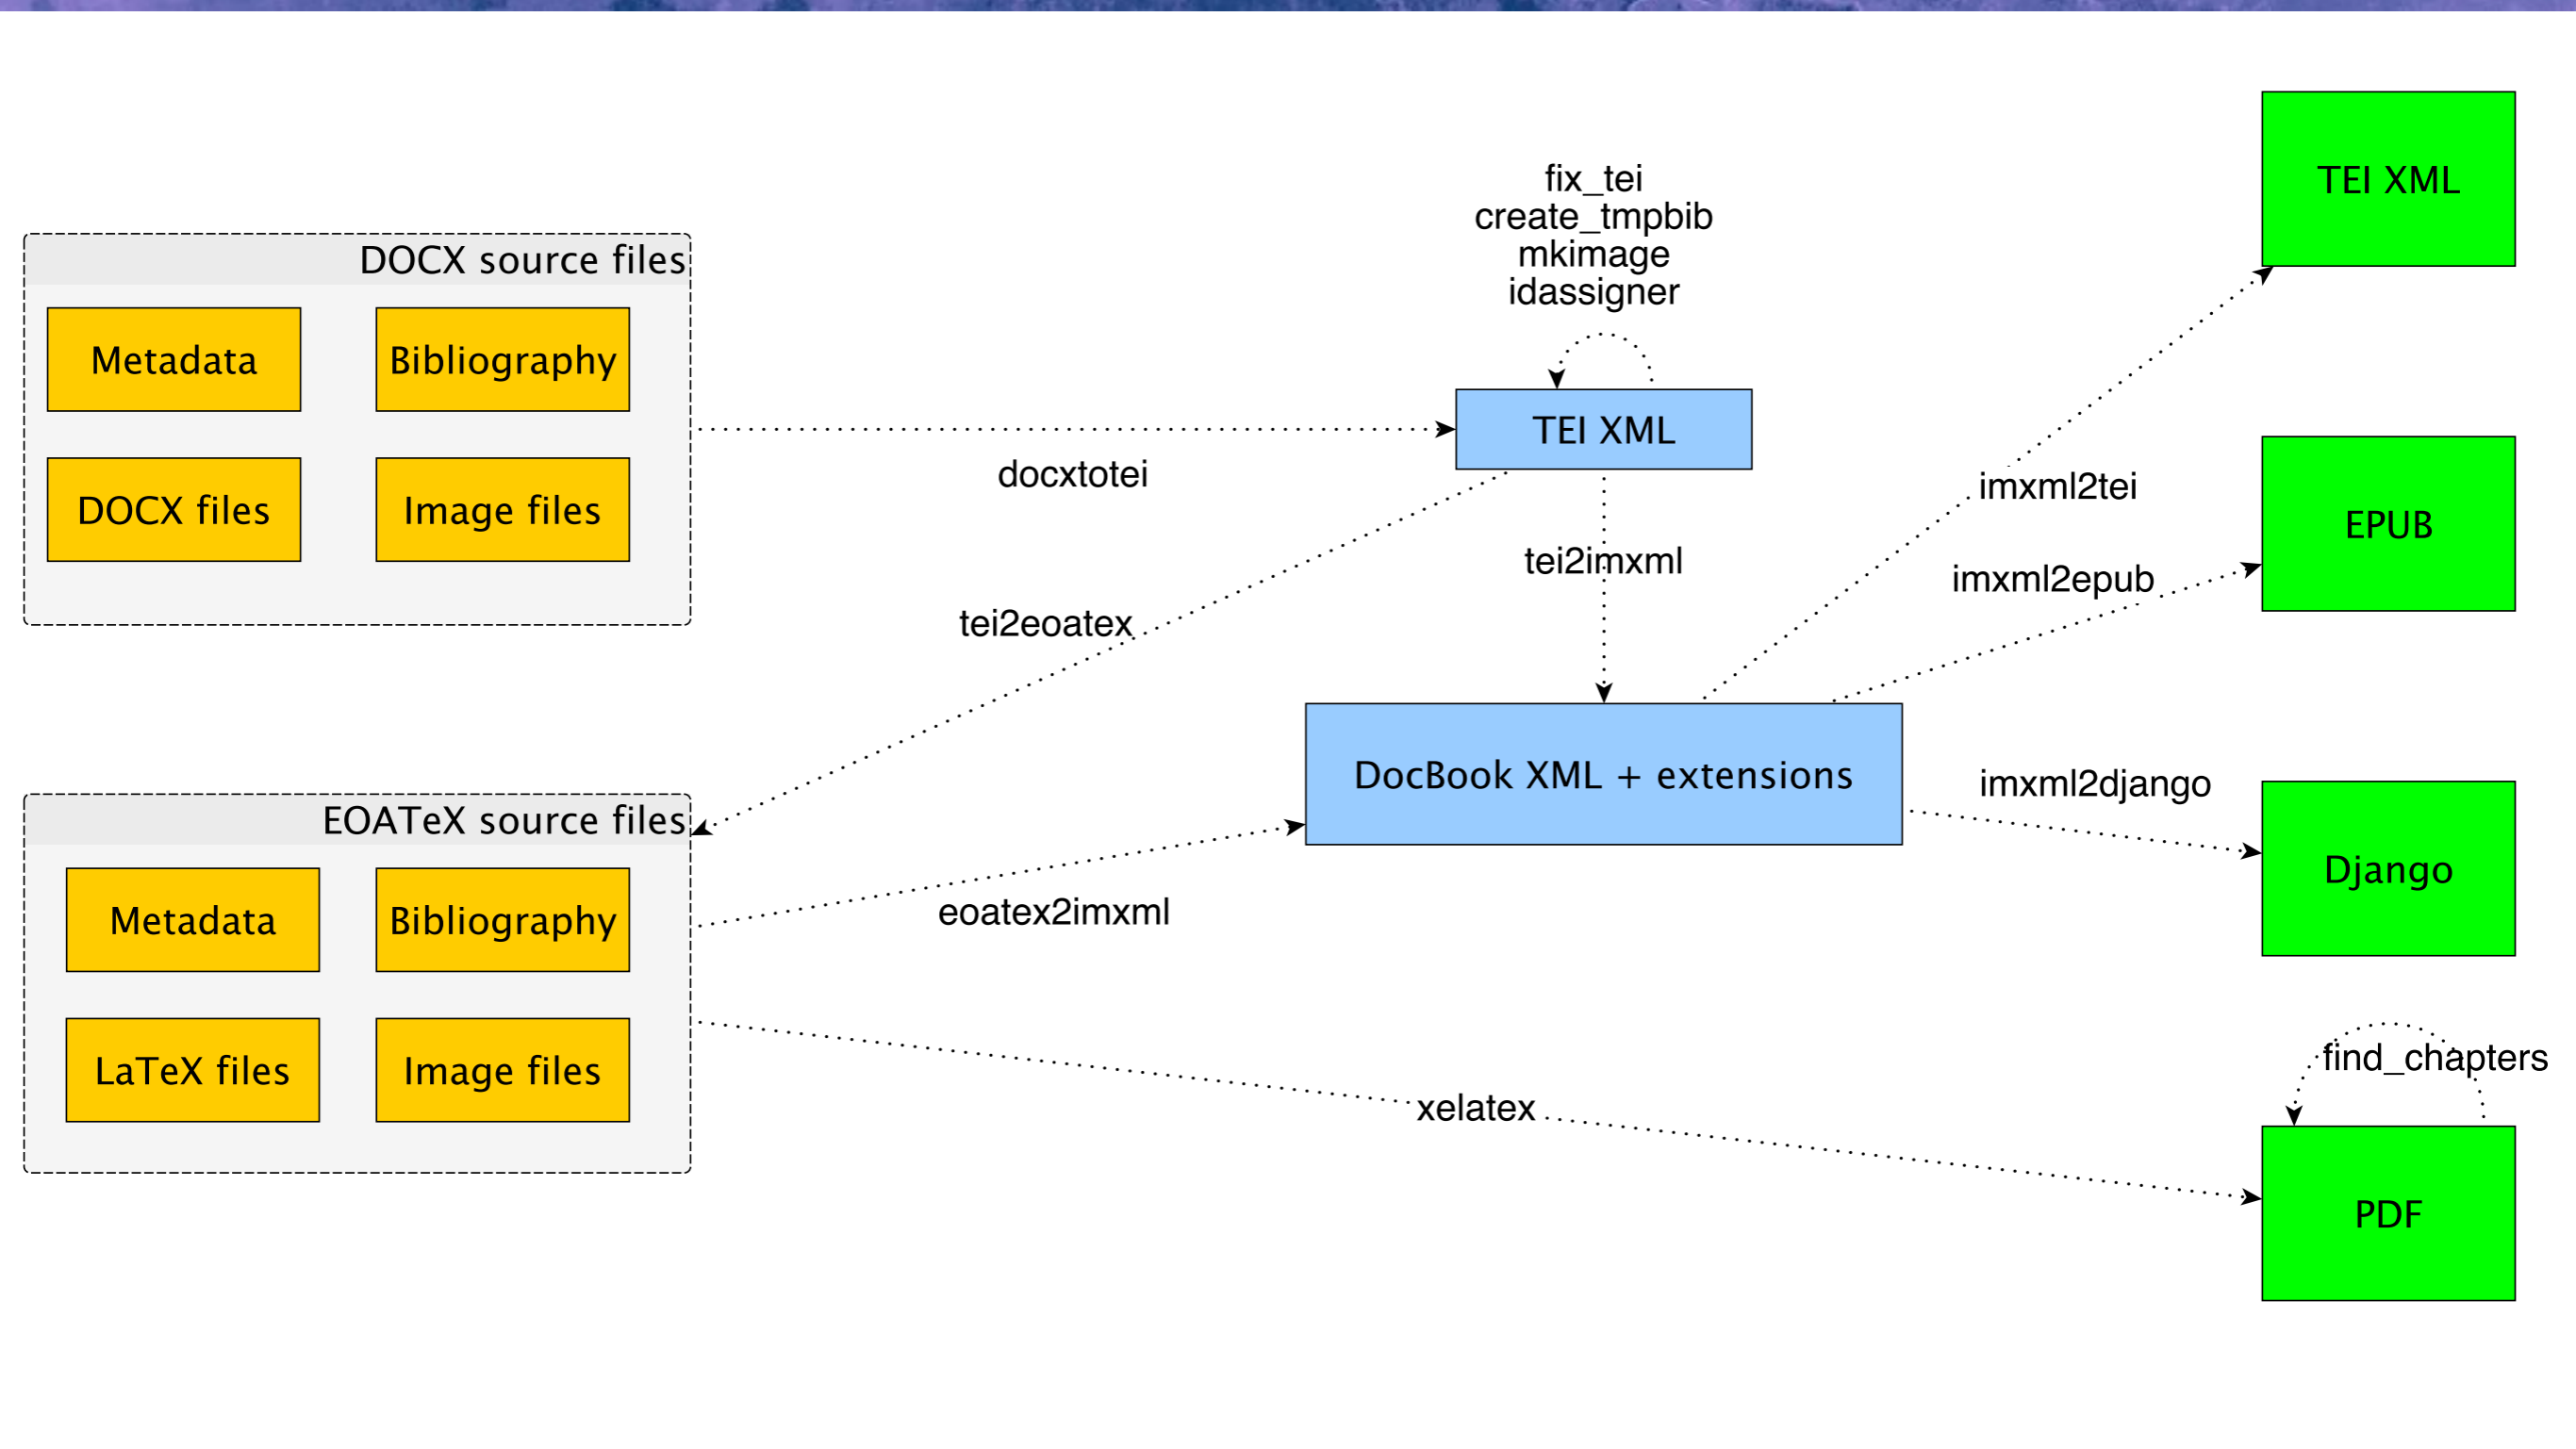 DOCX source files
Metadata
Bibliography
DOCX files
Image files
docxtotei
fix_tei
create_tmpbib
mkimage
idassigner
TEI XML
tei2eoatex
tei2imxml
EOATeX source files
Metadata
Bibliography
LaTeX files
Image files
eoatex2imxml
DocBook XML + extensions
xelatex
imxml2tei
imxml2epub
imxml2django
TEI XML
EPUB
Django
find_chapters
PDF